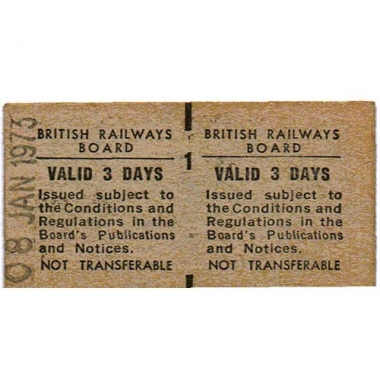 08 JAN 1973
BRITISH RAILWAYS
BOARD
VALID 3 DAYS
Issued subject to
the Conditions and
Regulations in the
Board's Publications
and Notices.
NOT TRANSFERABLE
1
BRITISH RAILWAYS
BOARD
VALID 3 DAYS
Issued subject to
the Conditions and
Regulations in the
Board's Publications
and Notices.
NOT TRANSFERABLE